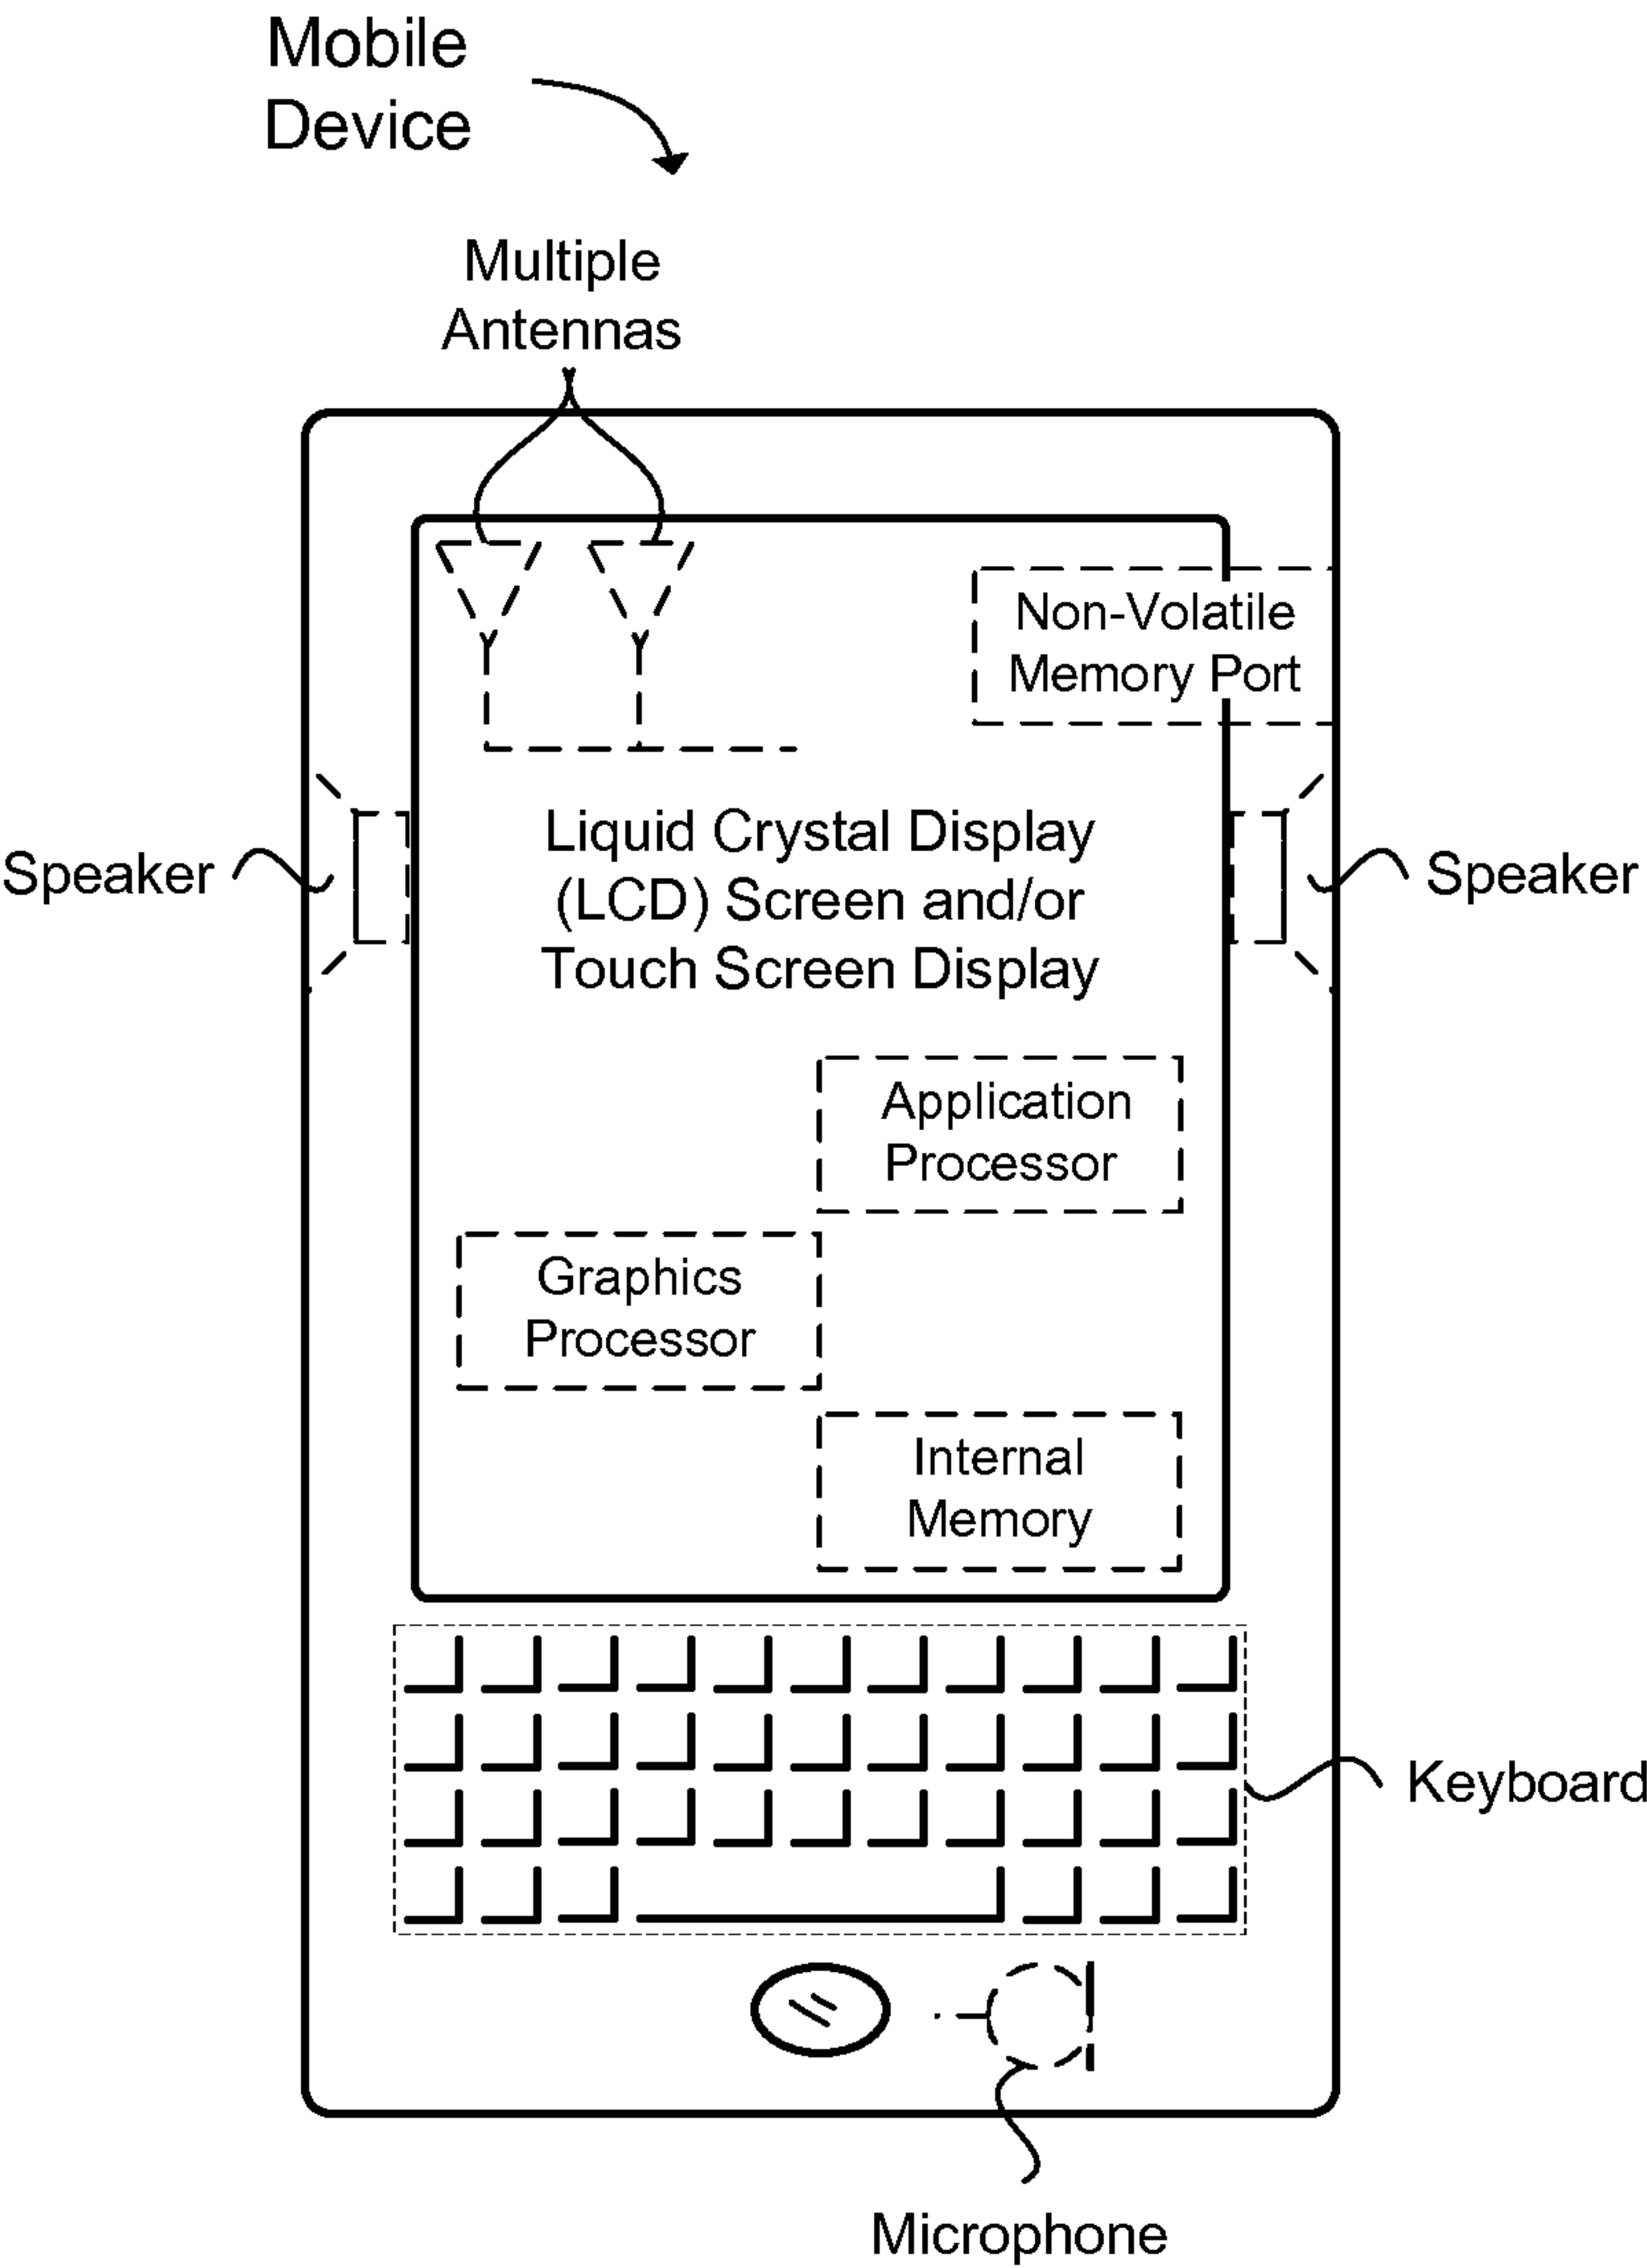 Mobile
Device
Multiple
Antennas
Non-Volatile
Memory Port
Liquid Crystal Display
(LCD) Screen and/or
Touch Screen Display
Speaker
Speaker
Application
Processor
Graphics
Processor
Internal
Memory
Keyboard
Microphone